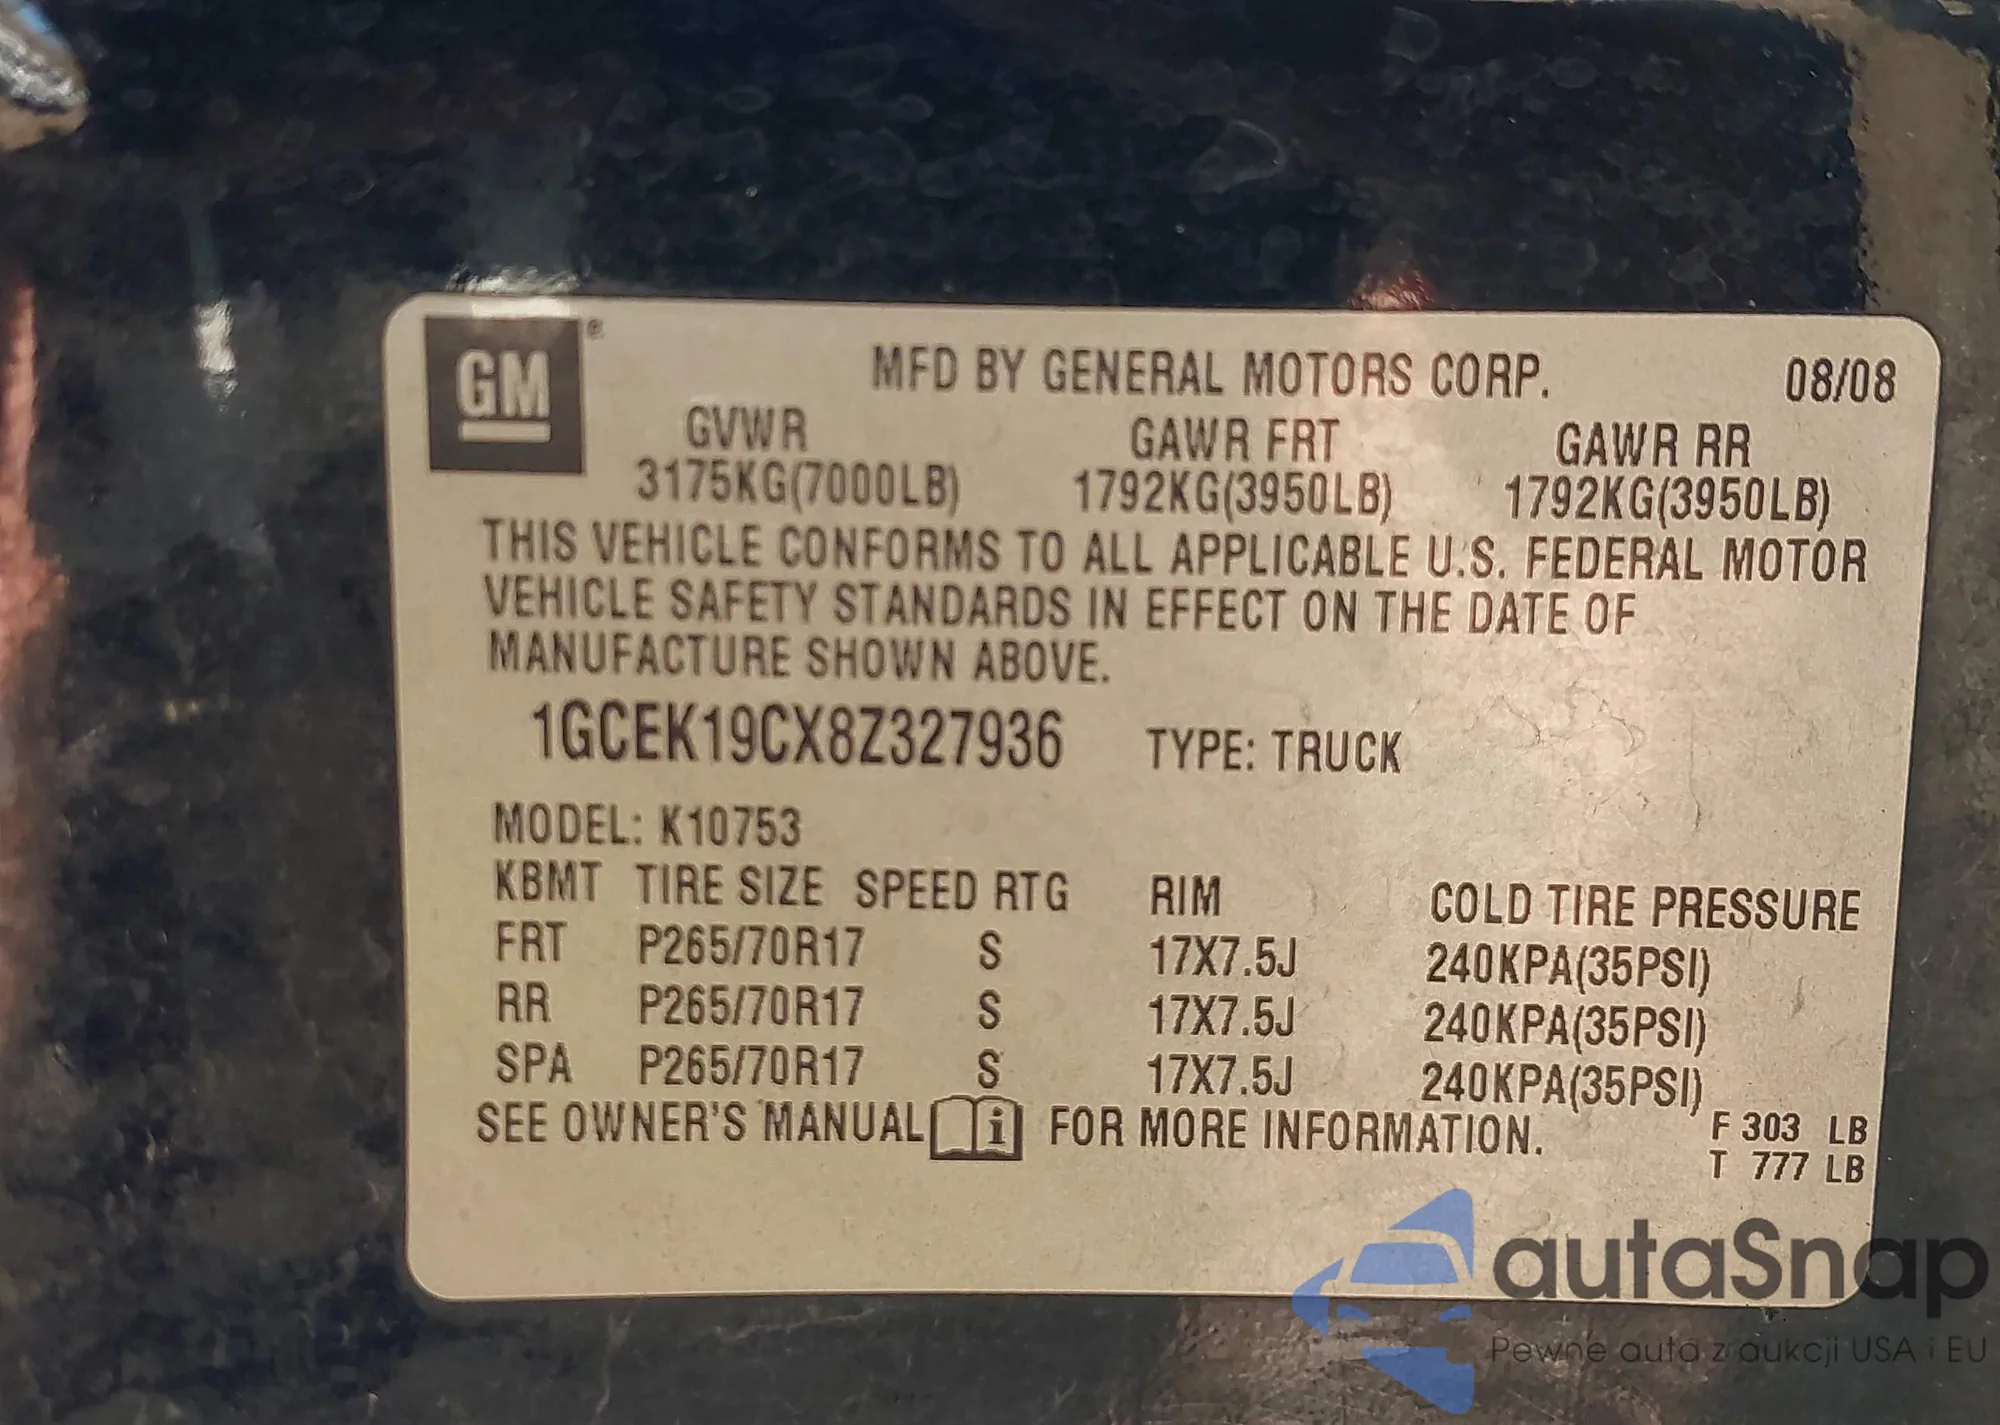 GM®
MFD BY GENERAL MOTORS CORP. 08/08
GVWR GAWR FRT GAWR RR
3175KG(7000LB) 1792KG(3950LB) 1792KG(3950LB)
THIS VEHICLE CONFORMS TO ALL APPLICABLE U.S. FEDERAL MOTOR
VEHICLE SAFETY STANDARDS IN EFFECT ON THE DATE OF
MANUFACTURE SHOWN ABOVE.
1GCEK19CX8Z327936 TYPE: TRUCK
MODEL: K10753
KBMT TIRE SIZE SPEED RTG RIM COLD TIRE PRESSURE
FRT P265/70R17 S 17X7.5J 240KPA(35PSI)
RR P265/70R17 S 17X7.5J 240KPA(35PSI)
SPA P265/70R17 S 17X7.5J 240KPA(35PSI)
SEE OWNER'S MANUAL i FOR MORE INFORMATION.
F 303 LB
T 777 LB
autaSnap
Pewne auta z aukcji USA i EU